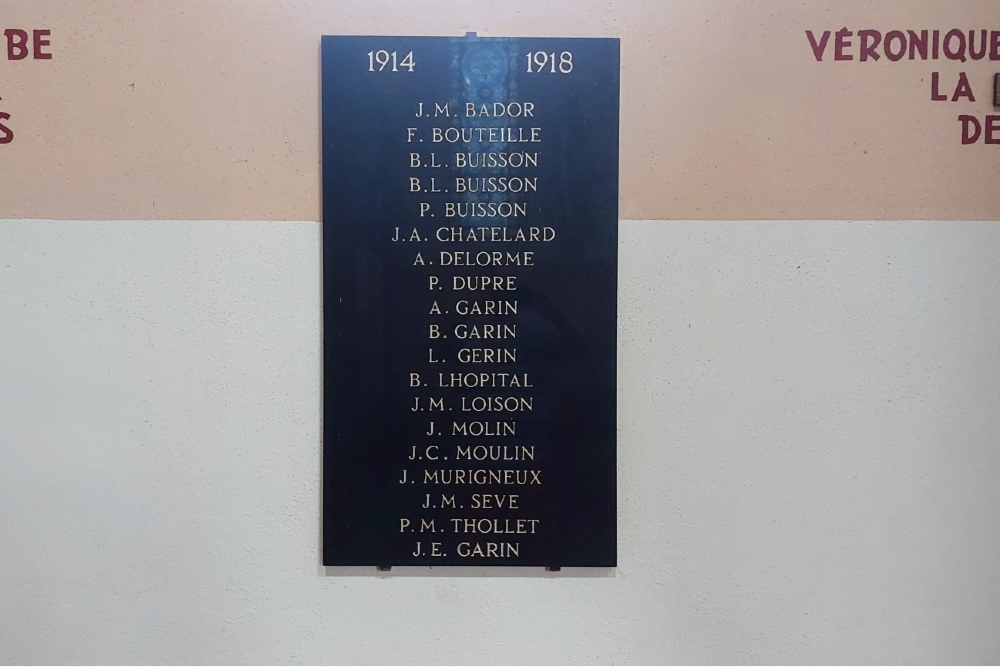 BE
S
1914 1918
J.M. BADOR
F. BOUTEILLE
B.L. BUISSON
B.L. BUISSON
P. BUISSON
J.A. CHATELARD
A. DELORME
P. DUPRE
A. GARIN
B. GARIN
L. GERIN
B. LHOPITAL
J.M. LOISON
J. MOLIN
J.C. MOULIN
J. MURIGNEUX
J.M. SEVE
P.M. THOLLET
J.E. GARIN
VÉRONIQUE
LA
DE